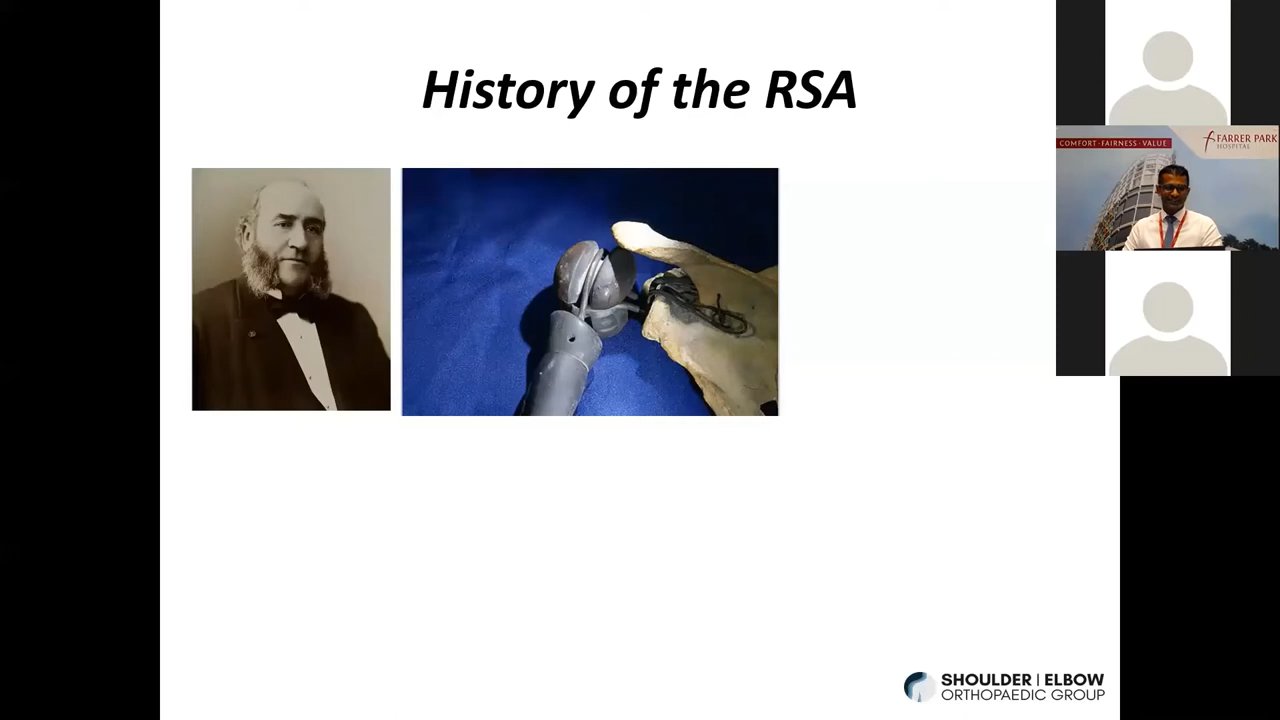 History of the RSA
COMFORT · FAIRNESS · VALUE
FARRER PARK
HOSPITAL
SHOULDER | ELBOW
ORTHOPAEDIC GROUP